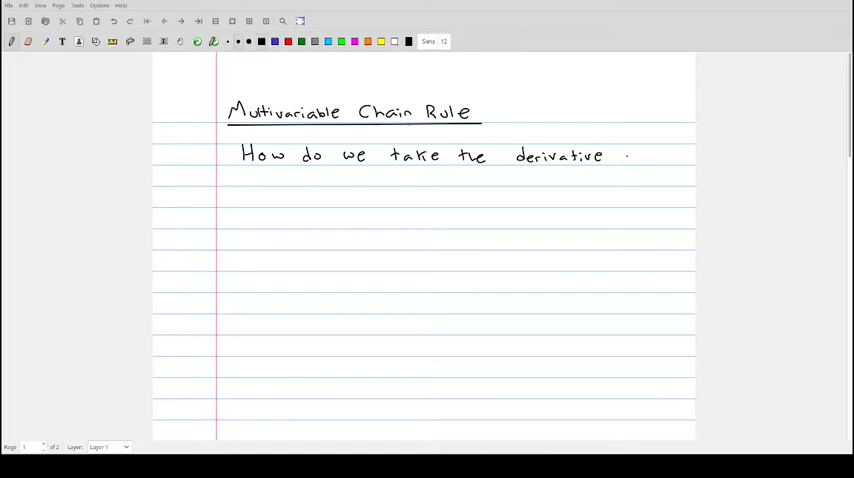 File Edit View Page Tools Options Help
Sans 12
Multivariable Chain Rule
How do we take the derivative
Page 1 of 2 Layer: Layer 1